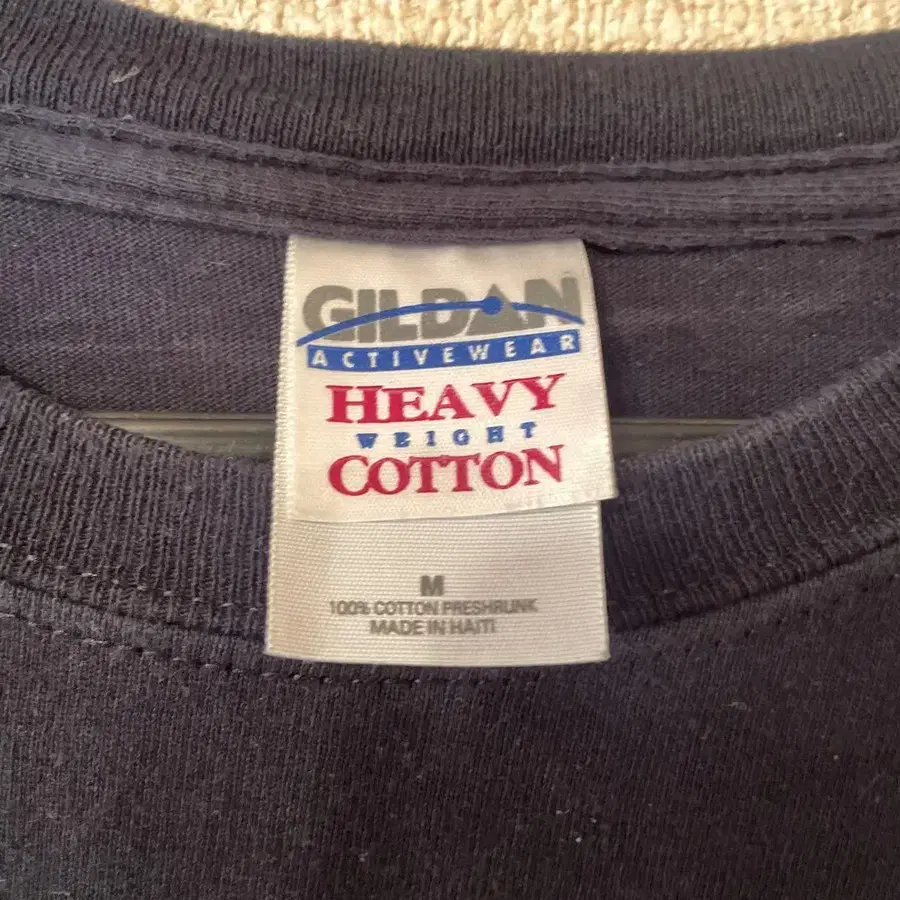 GILDAN
ACTIVEWEAR
HEAVY
WEIGHT
COTTON
M
100% COTTON PRESHRUNK
MADE IN HAITI